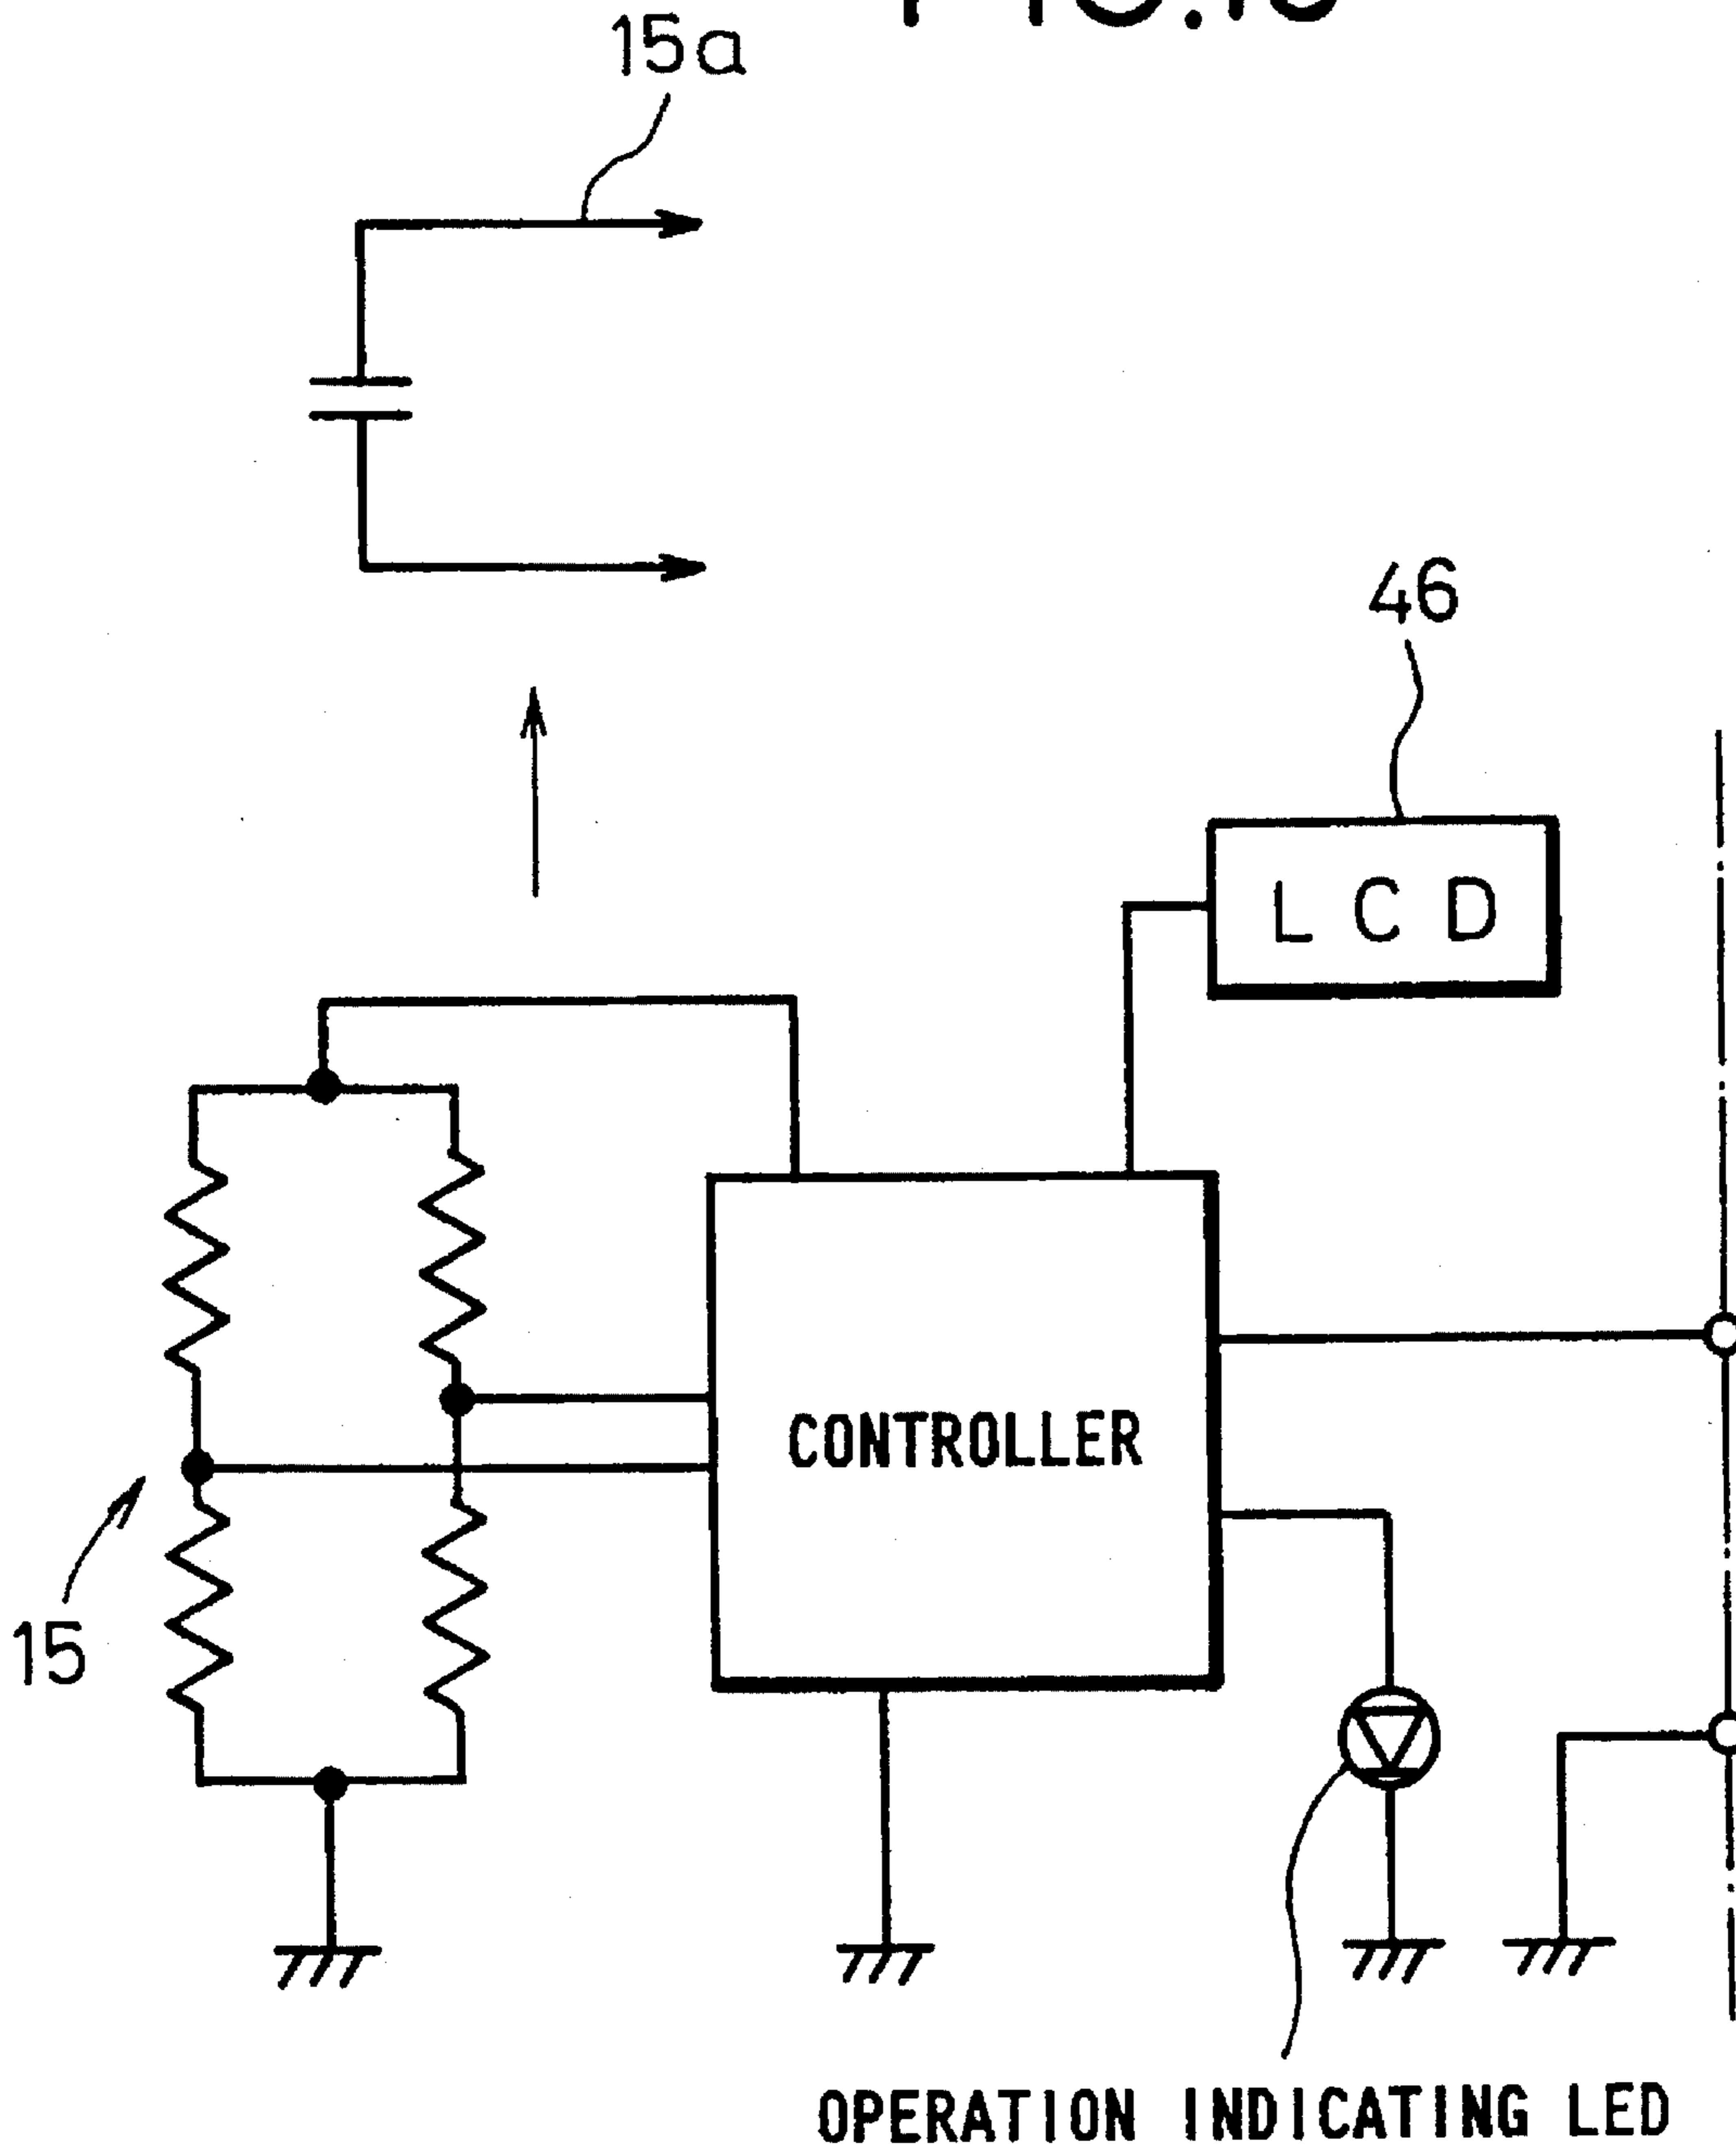 15a
46
LCD
CONTROLLER
15
OPERATION INDICATING LED